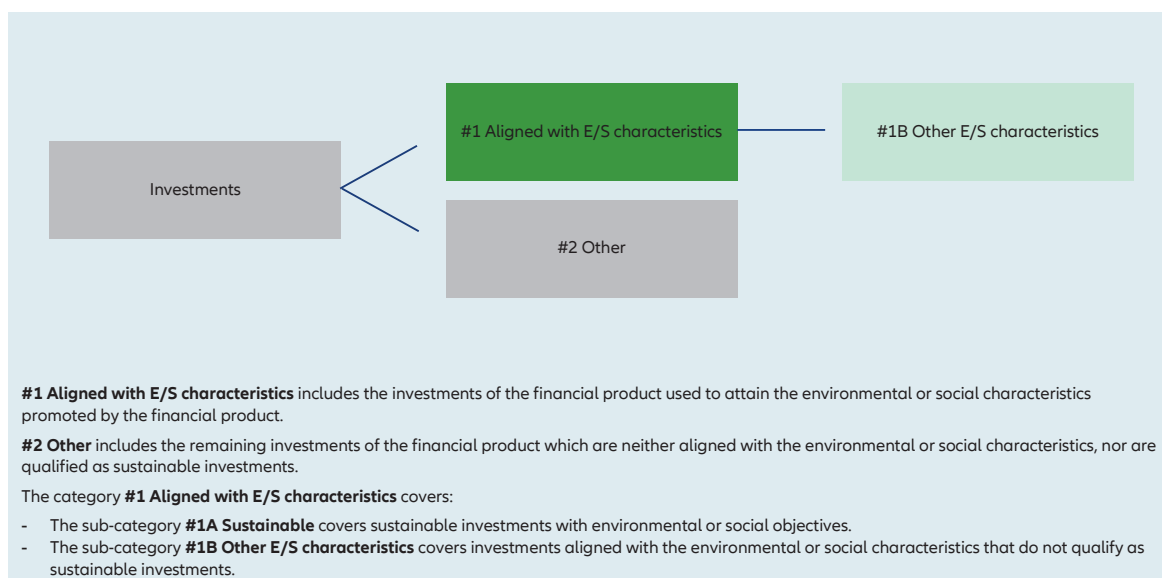 #1 Aligned with E/S characteristics
#1B Other E/S characteristics
Investments
#2 Other
#1 Aligned with E/S characteristics includes the investments of the financial product used to attain the environmental or social characteristics
promoted by the financial product.
#2 Other includes the remaining investments of the financial product which are neither aligned with the environmental or social characteristics, nor are
qualified as sustainable investments.
The category #1 Aligned with E/S characteristics covers:
- The sub-category #1A Sustainable covers sustainable investments with environmental or social objectives.
- The sub-category #1B Other E/S characteristics covers investments aligned with the environmental or social characteristics that do not qualify as
sustainable investments.